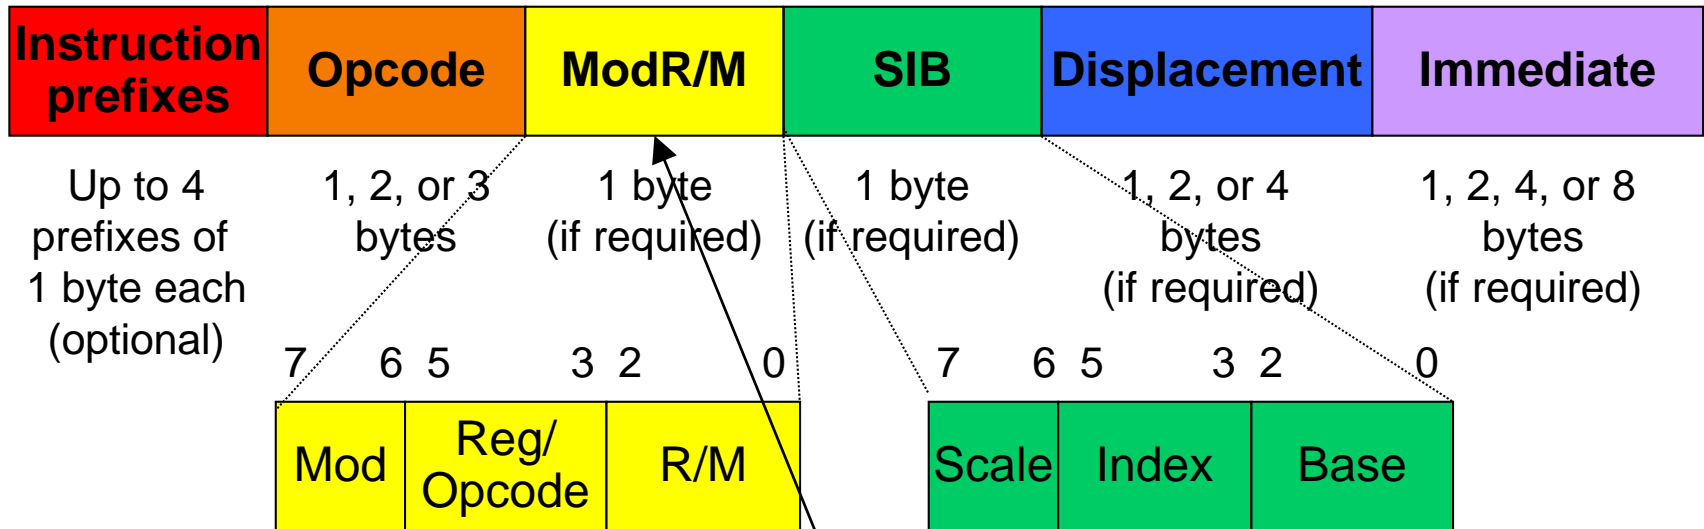 Instruction prefixes
Opcode
ModR/M
SIB
Displacement
Immediate
Up to 4
prefixes of
1 byte each
(optional)
1, 2, or 3
bytes
1 byte
(if required)
1 byte
(if required)
1, 2, or 4
bytes
(if required)
1, 2, 4, or 8
bytes
(if required)
7 6 5 3 2 0
7 6 5 3 2 0
Mod
Reg/
Opcode
R/M
Scale
Index
Base